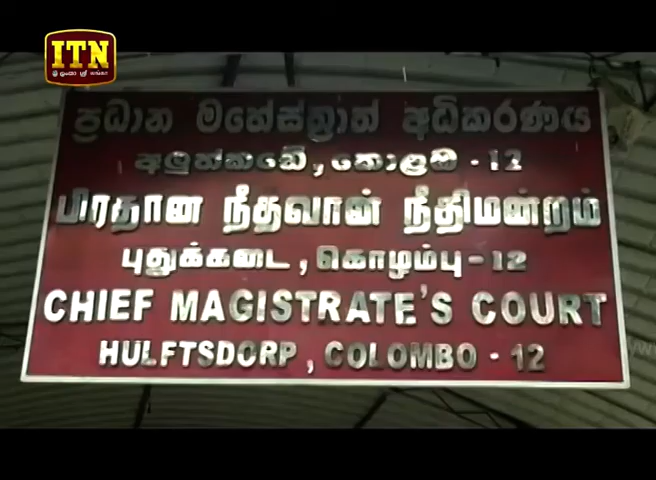 ITN
ශ්‍රී ලංකා ஸ்ரீ லங்கா
ප්‍රධාන මහේස්ත්‍රාත් අධිකරණය
අලුත්කඩේ, කොළඹ - 12
பிரதான நீதவான் நீதிமன்றம்
புதுக்கடை, கொழும்பு - 12
CHIEF MAGISTRATE'S COURT
HULFTSDORP, COLOMBO - 12